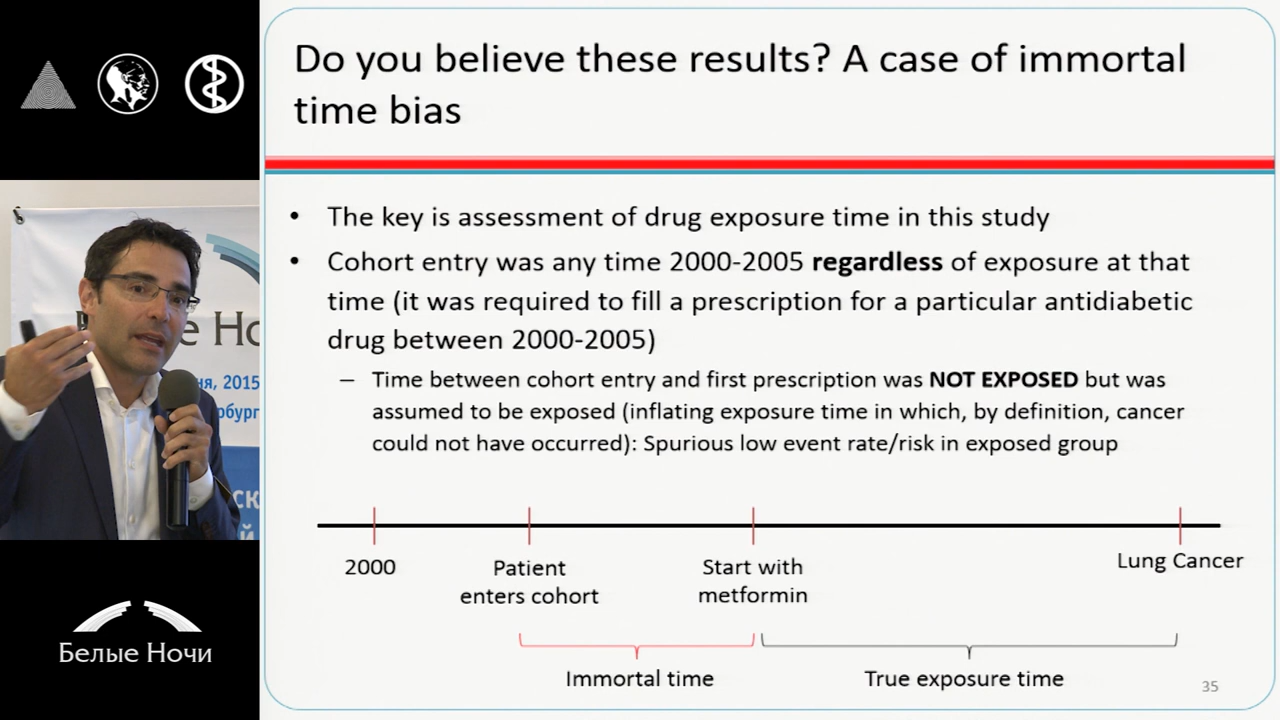 Do you believe these results? A case of immortal
time bias
• The key is assessment of drug exposure time in this study
• Cohort entry was any time 2000-2005 regardless of exposure at that
time (it was required to fill a prescription for a particular antidiabetic
drug between 2000-2005)
– Time between cohort entry and first prescription was NOT EXPOSED but was
assumed to be exposed (inflating exposure time in which, by definition, cancer
could not have occurred): Spurious low event rate/risk in exposed group
2000
Patient
enters cohort
Start with
metformin
Lung Cancer
Immortal time
True exposure time
35
е Но
ня, 2015
рбург
СК
Белые Ночи